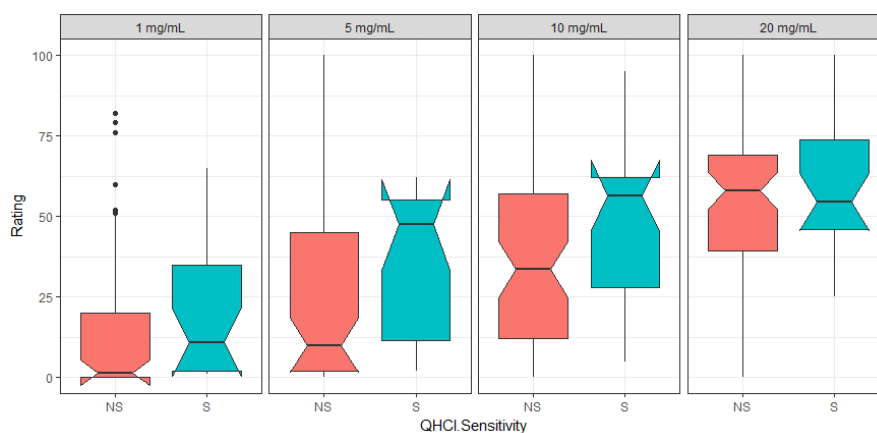 1 mg/mL 5 mg/mL 10 mg/mL 20 mg/mL
100
75
50
25
0
Rating
NS S NS S NS S NS S
QHCI.Sensitivity